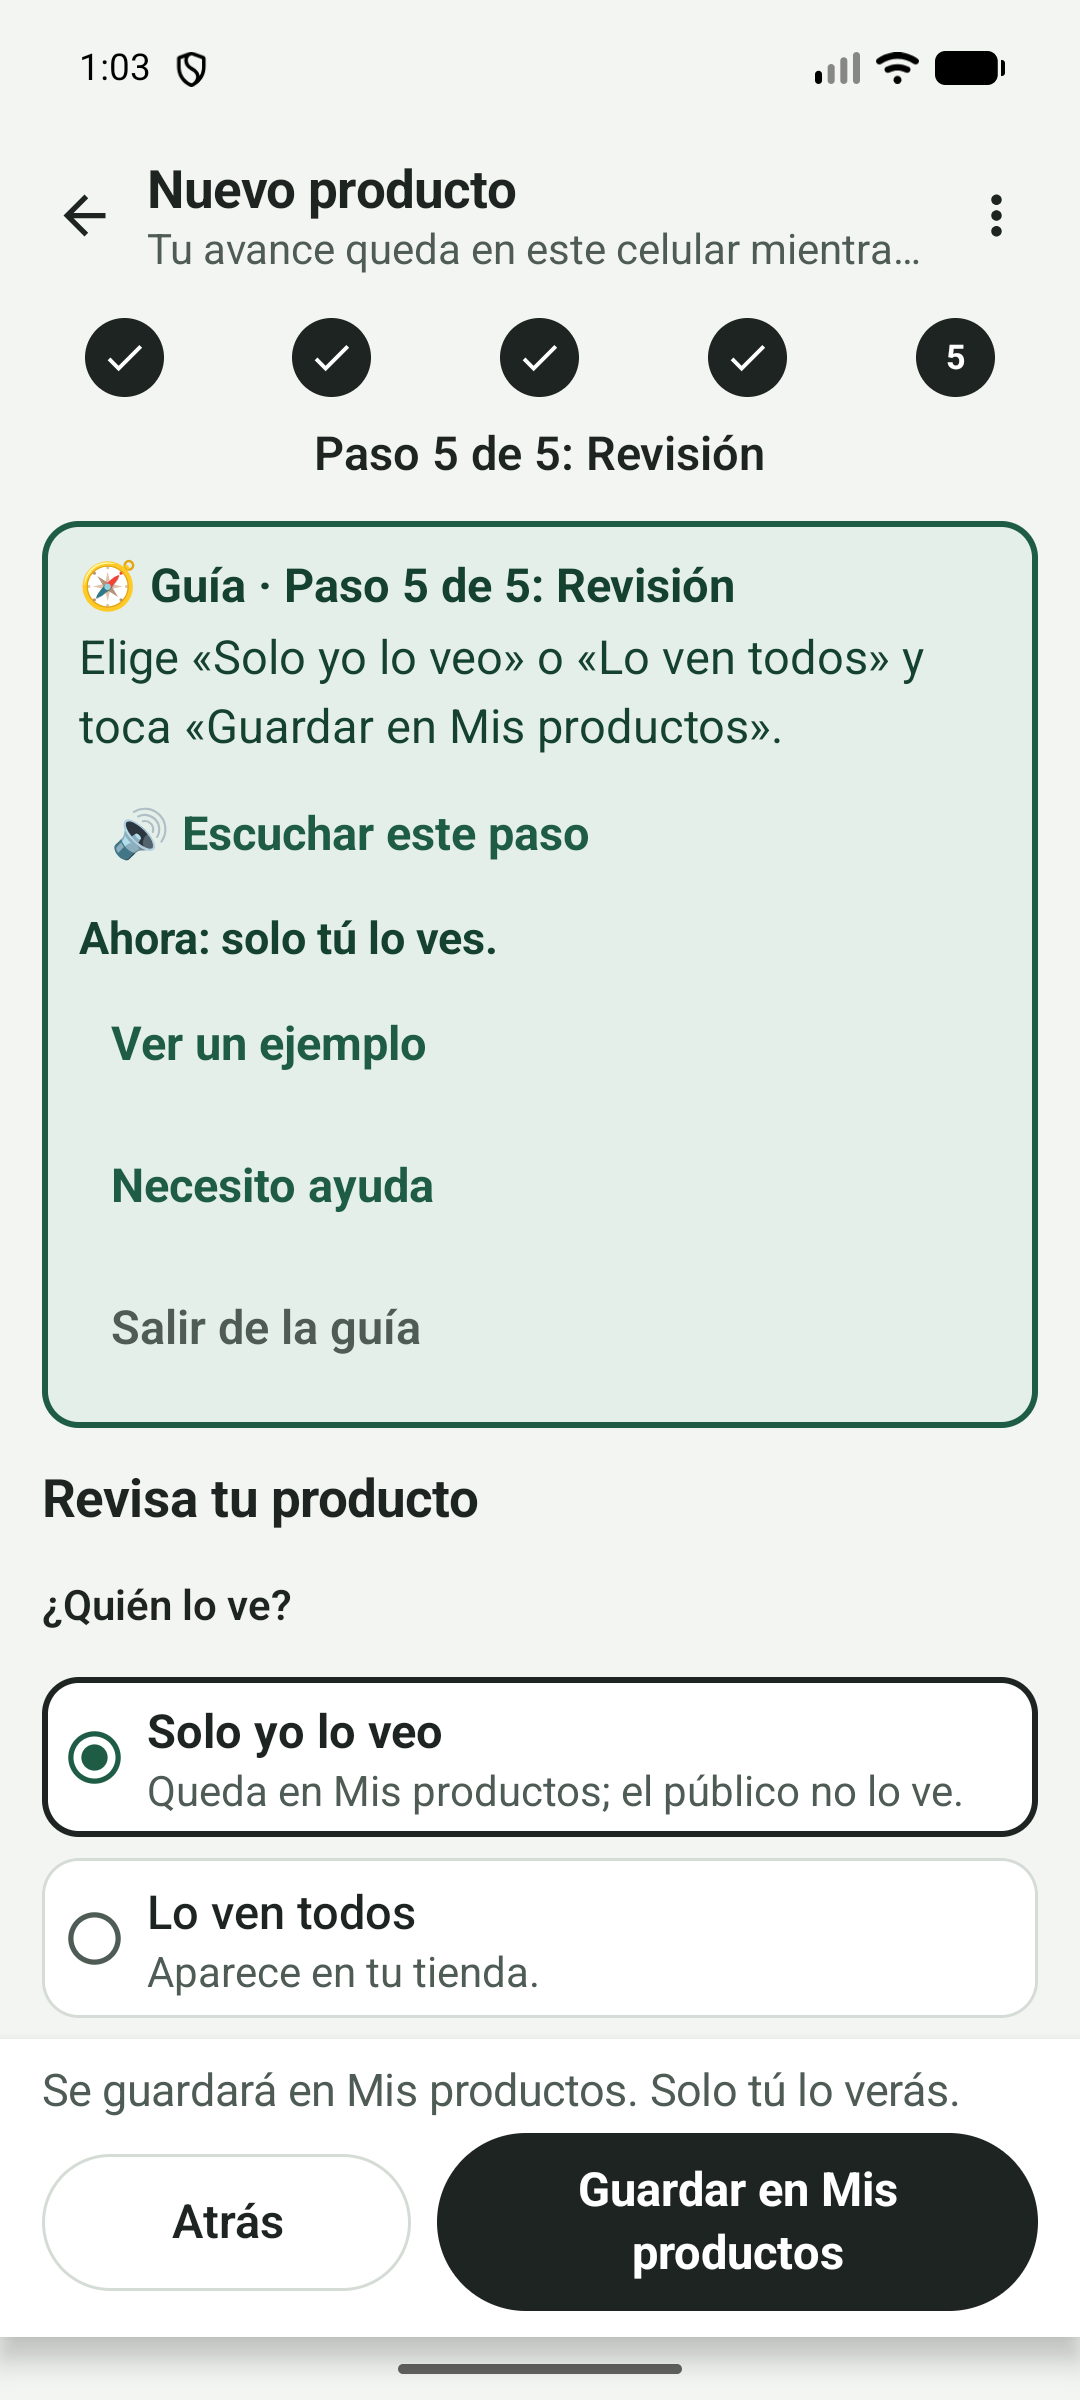 1:03
Nuevo producto
Tu avance queda en este celular mientra...
5
Paso 5 de 5: Revisión
Guía · Paso 5 de 5: Revisión
Elige «Solo yo lo veo» o «Lo ven todos» y
toca «Guardar en Mis productos».
Escuchar este paso
Ahora: solo tú lo ves.
Ver un ejemplo
Necesito ayuda
Salir de la guía
Revisa tu producto
¿Quién lo ve?
Solo yo lo veo
Queda en Mis productos; el público no lo ve.
Lo ven todos
Aparece en tu tienda.
Se guardará en Mis productos. Solo tú lo verás.
Atrás
Guardar en Mis
productos